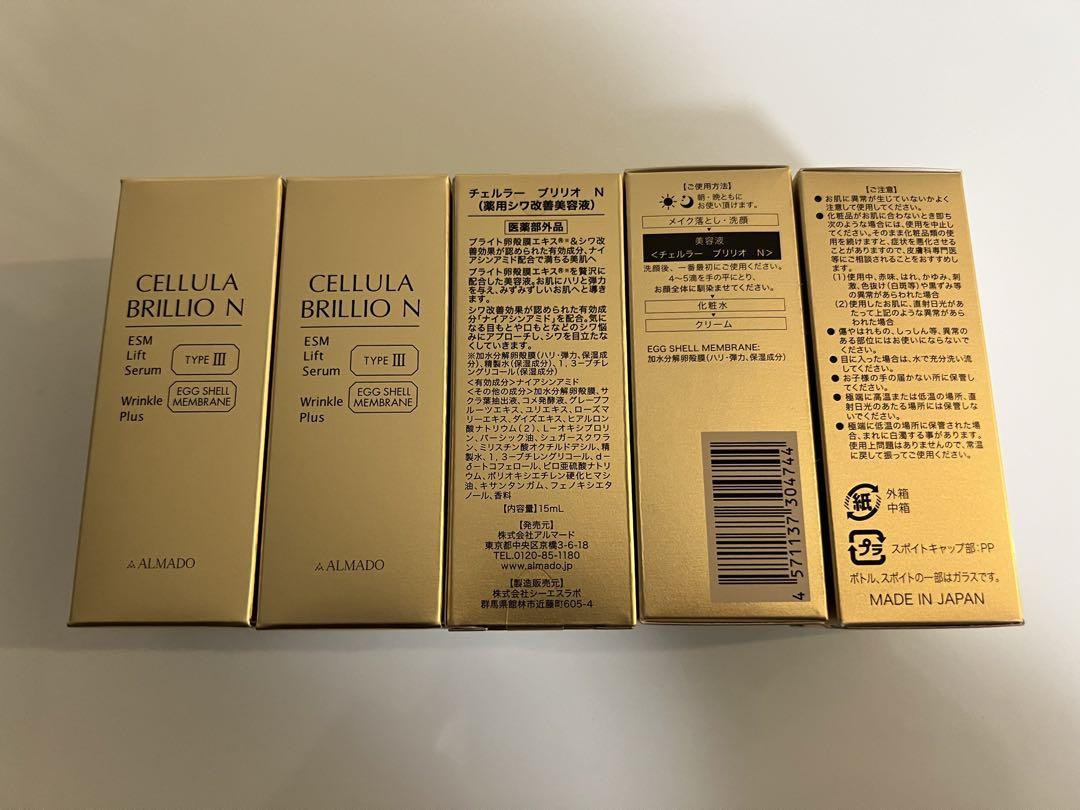 CELLULA
BRILLIO N
ESM
Lift
Serum
TYPE III
Wrinkle
Plus
EGG SHELL
MEMBRANE
ALMADO
CELLULA
BRILLIO N
ESM
Lift
Serum
TYPE III
Wrinkle
Plus
EGG SHELL
MEMBRANE
ALMADO
チェルラー ブリリオ N
(薬用シワ改善美容液)
医薬部外品
ブライト卵殻膜エキス®※&シワ改
善効果が認められた有効成分、ナイ
アシンアミド配合で満ちる美肌へ
ブライト卵殻膜エキス®※を贅沢に
配合した美容液。お肌にハリと弾力
を与え、みずみずしいお肌へと導き
ます。
シワ改善効果が認められた有効成
分「ナイアシンアミド」を配合。気に
なる目もとや口もとなどのシワ悩
みにアプローチし、シワを目立たな
くしていきます。
※加水分解卵殻膜(ハリ・弾力、保湿成
分)、精製水(保湿成分)、1,3-ブチレ
ングリコール(保湿成分)
<有効成分>ナイアシンアミド
<その他の成分>加水分解卵殻膜、サ
クラ葉抽出液、コメ発酵液、グレープフ
ルーツエキス、ユリエキス、ローズマ
リーエキス、ダイズエキス、ヒアルロン
酸ナトリウム(2)、L-オキシプロリ
ン、パーシック油、シュガースクワラ
ン、ミリスチン酸オクチルドデシル、精
製水、1,3-ブチレングリコール、d-
δ-トコフェロール、ピロ亜硫酸ナトリ
ウム、ポリオキシエチレン硬化ヒマシ
油、キサンタンガム、フェノキシエタ
ノール、香料
【内容量】15mL
【発売元】
株式会社アルマード
東京都中央区京橋3-6-18
TEL.0120-85-1180
www.almado.jp
【製造販売元】
株式会社シーエスラボ
群馬県館林市近藤町605-4
【ご使用方法】
朝・晩ともに
お使い頂けます。
メイク落とし・洗顔
美容液
<チェルラー ブリリオ N>
洗顔後、一番最初にご使用ください。
4〜5滴を手の平にとり、
お顔全体に馴染ませてください。
化粧水
クリーム
EGG SHELL MEMBRANE:
加水分解卵殻膜(ハリ・弾力、保湿成分)
4 571137 304744
【ご注意】
● お肌に異常が生じていないかよく
注意して使用してください。
● 化粧品がお肌に合わないとき即ち
次のような場合には、使用を中止し
てください。そのまま化粧品類の使用
を続けますと、症状を悪化させる
ことがありますので、皮膚科専門医
等にご相談されることをおすすめし
ます。
(1)使用中、赤味、はれ、かゆみ、刺
激、色抜け(白斑等)や黒ずみ等
の異常があらわれた場合
(2)使用したお肌に、直射日光があ
たって上記のような異常があら
われた場合
● 傷やはれもの、しっしん等、異常の
ある部位にはお使いにならないで
ください。
● 目に入った場合は、水で充分洗い流
してください。
● お子様の手の届かない所に保管し
てください。
● 極端に高温または低温の場所、直
射日光のあたる場所には保管しな
いでください。
● 極端に低温の場所に保管された場
合、まれに白濁する事があります。
使用上問題はありませんので、常温
に戻して振ってご使用ください。
紙
外箱
中箱
プラ
スポイトキャップ部:PP
ボトル、スポイトの一部はガラスです。
MADE IN JAPAN